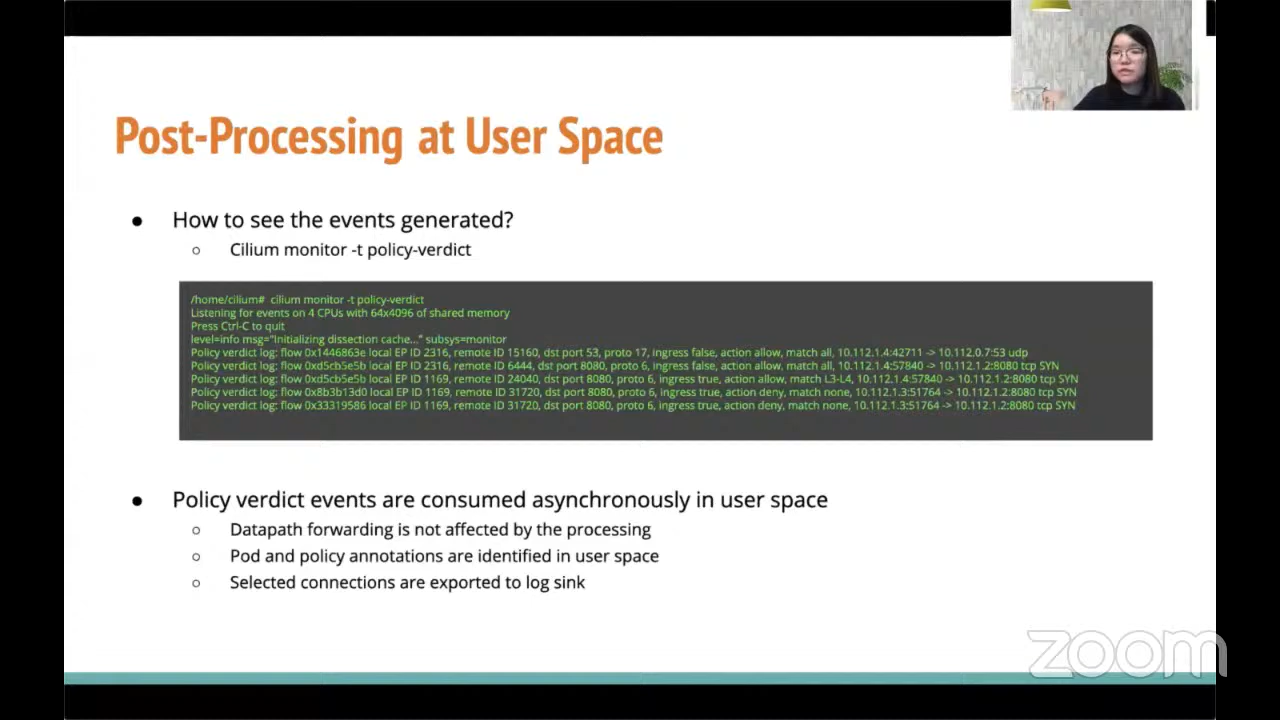 Post-Processing at User Space
● How to see the events generated?
○ Cilium monitor -t policy-verdict
/home/cilium# cilium monitor -t policy-verdict
Listening for events on 4 CPUs with 64x4096 of shared memory
Press Ctrl-C to quit
level=info msg="Initializing dissection cache..." subsys=monitor
Policy verdict log: flow 0x1446863e local EP ID 2316, remote ID 15160, dst port 53, proto 17, ingress false, action allow, match all, 10.112.1.4:42711 -> 10.112.0.7:53 udp
Policy verdict log: flow 0xd5cb5e5b local EP ID 2316, remote ID 6444, dst port 8080, proto 6, ingress false, action allow, match all, 10.112.1.4:57840 -> 10.112.1.2:8080 tcp SYN
Policy verdict log: flow 0xd5cb5e5b local EP ID 1169, remote ID 24040, dst port 8080, proto 6, ingress true, action allow, match L3-L4, 10.112.1.4:57840 -> 10.112.1.2:8080 tcp SYN
Policy verdict log: flow 0x8b3b13d0 local EP ID 1169, remote ID 31720, dst port 8080, proto 6, ingress true, action deny, match none, 10.112.1.3:51764 -> 10.112.1.2:8080 tcp SYN
Policy verdict log: flow 0x33319586 local EP ID 1169, remote ID 31720, dst port 8080, proto 6, ingress true, action deny, match none, 10.112.1.3:51764 -> 10.112.1.2:8080 tcp SYN
● Policy verdict events are consumed asynchronously in user space
○ Datapath forwarding is not affected by the processing
○ Pod and policy annotations are identified in user space
○ Selected connections are exported to log sink
zoom